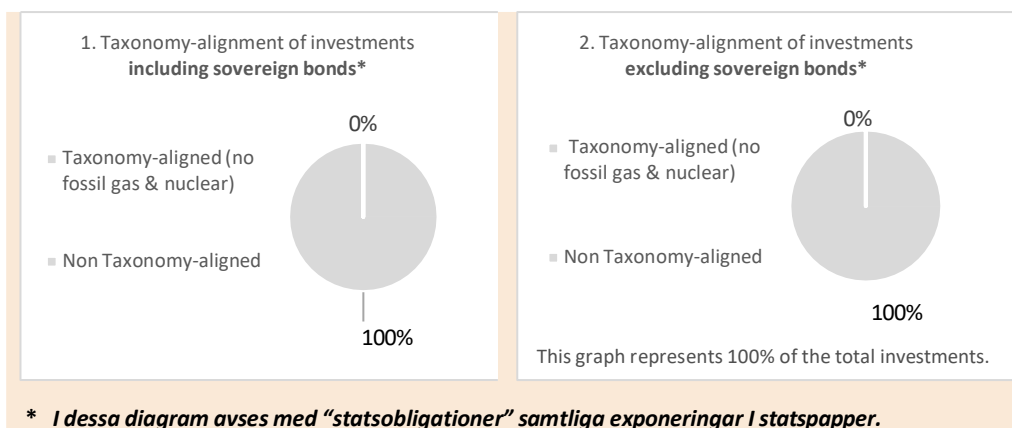 1. Taxonomy-alignment of investments
including sovereign bonds*
0%
Taxonomy-aligned (no
fossil gas & nuclear)
Non Taxonomy-aligned
100%
2. Taxonomy-alignment of investments
excluding sovereign bonds*
0%
Taxonomy-aligned (no
fossil gas & nuclear)
Non Taxonomy-aligned
100%
This graph represents 100% of the total investments.
* I dessa diagram avses med “statsobligationer” samtliga exponeringar I statspapper.